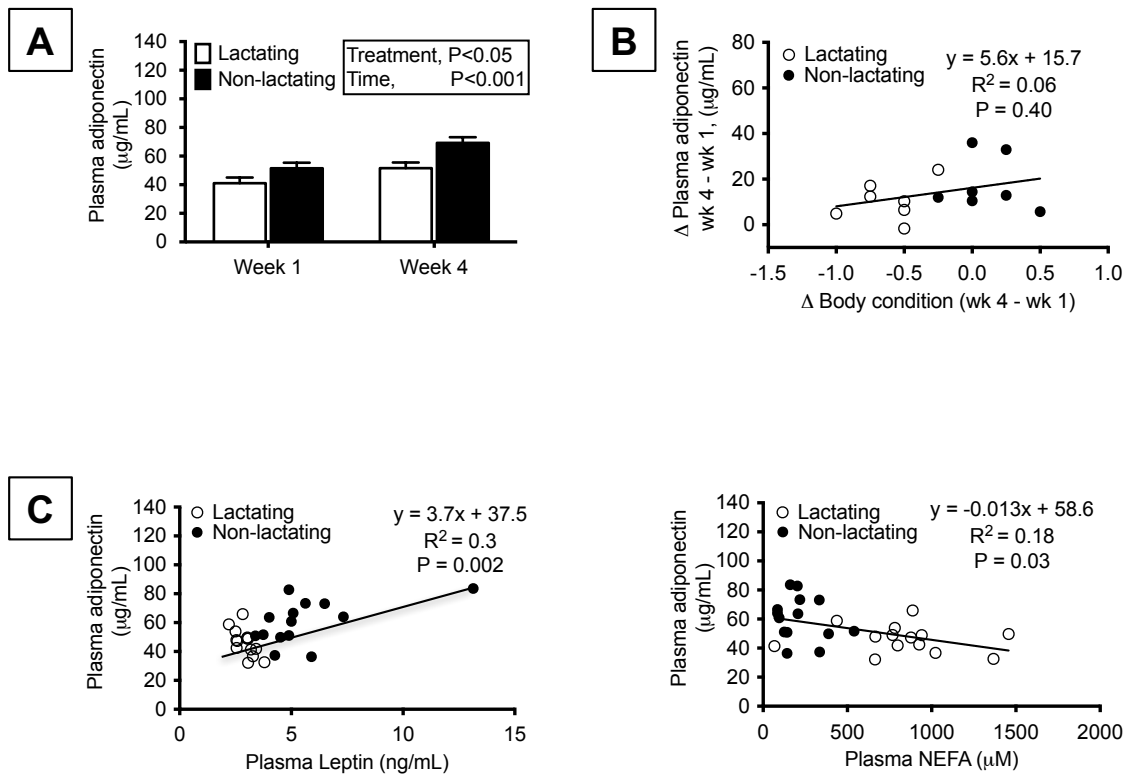 A
140
120
100
80
60
40
20
0
Plasma adiponectin
(μg/mL)
Lactating
Non-lactating
Treatment, P<0.05
Time, P<0.001
Week 1
Week 4
B
80
60
40
20
0
Δ Plasma adiponectin
wk 4 - wk 1, (μg/mL)
Lactating
Non-lactating
y = 5.6x + 15.7
R² = 0.06
P = 0.40
-1.5 -1.0 -0.5 0.0 0.5 1.0
Δ Body condition (wk 4 - wk 1)
C
140
120
100
80
60
40
20
0
Plasma adiponectin
(μg/mL)
Lactating
Non-lactating
y = 3.7x + 37.5
R² = 0.3
P = 0.002
0 5 10 15
Plasma Leptin (ng/mL)
140
120
100
80
60
40
20
0
Plasma adiponectin
(μg/mL)
Lactating
Non-lactating
y = -0.013x + 58.6
R² = 0.18
P = 0.03
0 500 1000 1500 2000
Plasma NEFA (μM)